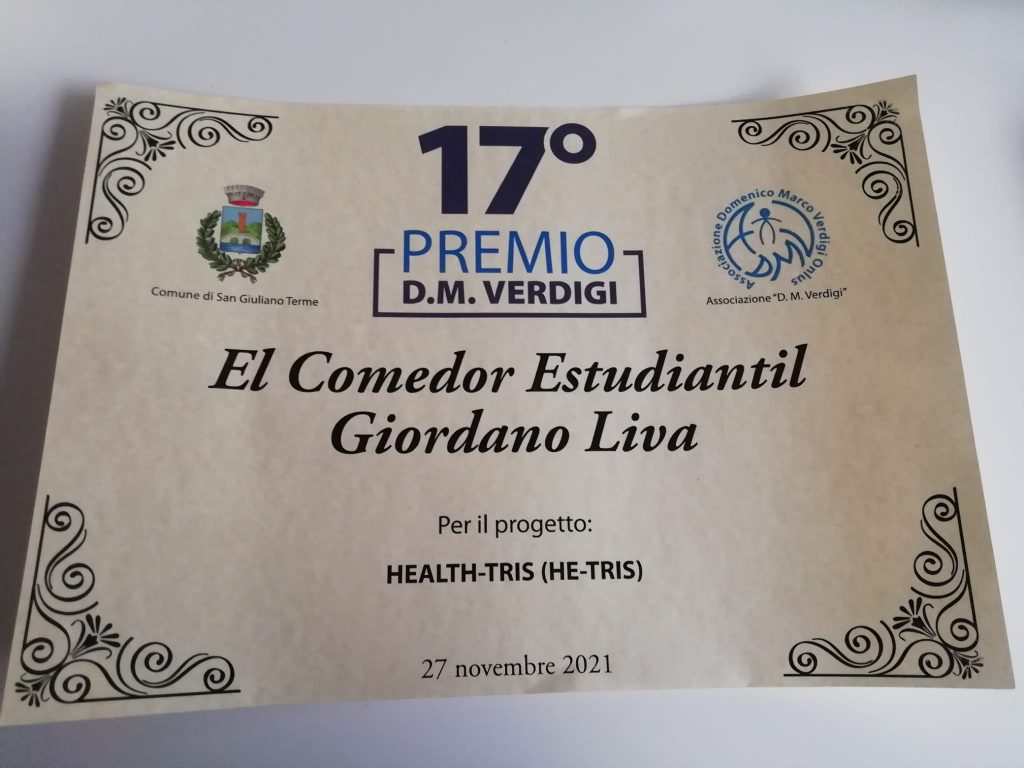 17°
PREMIO
D.M. VERDIGI
Comune di San Giuliano Terme
Associazione Domenico Marco Verdigi Onlus
DMV
Associazione "D. M. Verdigi"
El Comedor Estudiantil
Giordano Liva
Per il progetto:
HEALTH-TRIS (HE-TRIS)
27 novembre 2021